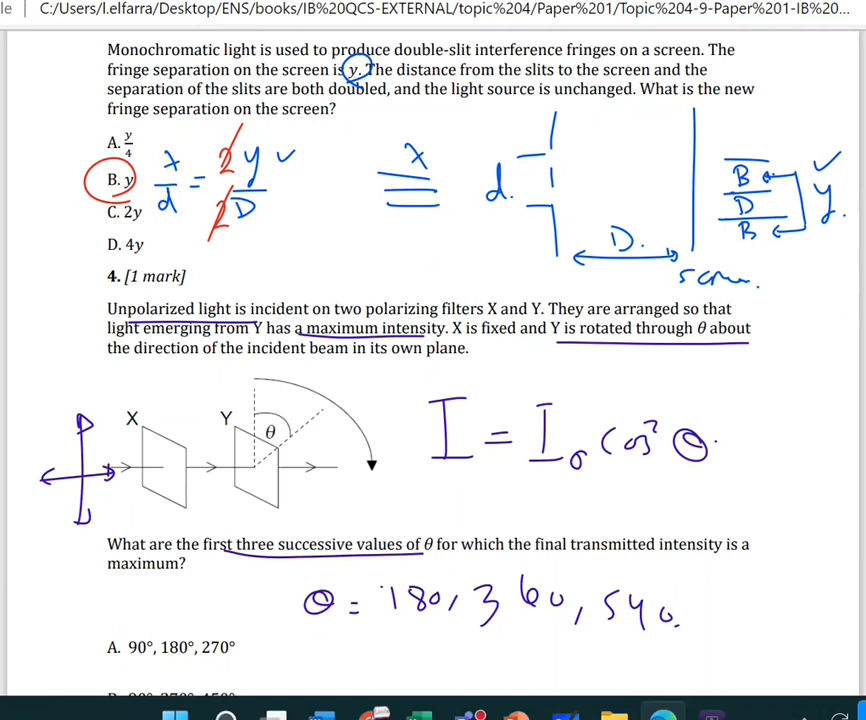 le | C:/Users/l.elfarra/Desktop/ENS/books/IB%20QCS-EXTERNAL/topic%204/Paper%201/Topic%204-9-Paper%201-IB%20...
Monochromatic light is used to produce double-slit interference fringes on a screen. The
fringe separation on the screen is y. The distance from the slits to the screen and the
separation of the slits are both doubled, and the light source is unchanged. What is the new
fringe separation on the screen?
A. y/4
B. y
C. 2y
D. 4y
λ/d = 2y/2D
λ
d.
D.
screen.
B
D
B
y.
4. [1 mark]
Unpolarized light is incident on two polarizing filters X and Y. They are arranged so that
light emerging from Y has a maximum intensity. X is fixed and Y is rotated through θ about
the direction of the incident beam in its own plane.
X
Y
θ
I = I₀ cos² θ.
What are the first three successive values of θ for which the final transmitted intensity is a
maximum?
θ = 180, 360, 540.
A. 90°, 180°, 270°